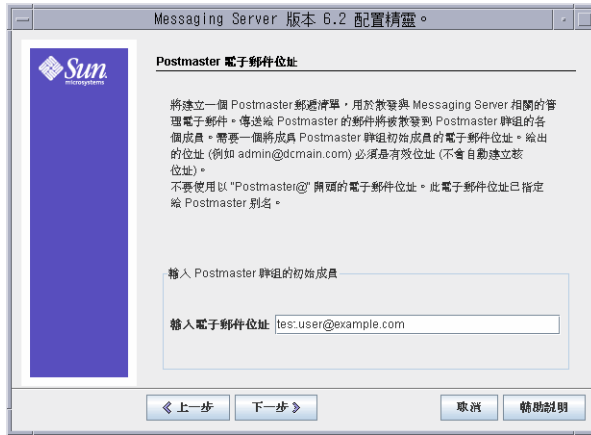 Messaging Server 版本 6.2 配置精靈。
Sun
microsystems
Postmaster 電子郵件位址
將建立一個 Postmaster 郵遞清單，用於散發與 Messaging Server 相關的管
理電子郵件。傳送給 Postmaster 的郵件將被散發到 Postmaster 群組的各
個成員。需要一個將成為 Postmaster 群組初始成員的電子郵件位址。給出
的位址 (例如 admin@dcmain.com) 必須是有效位址 (不會自動建立該
位址)。
不要使用以 "Postmaster@" 開頭的電子郵件位址。此電子郵件位址已指定
給 Postmaster 別名。
輸入 Postmaster 群組的初始成員
輸入電子郵件位址 test.user@example.com
上一步 下一步 取消 輔助說明